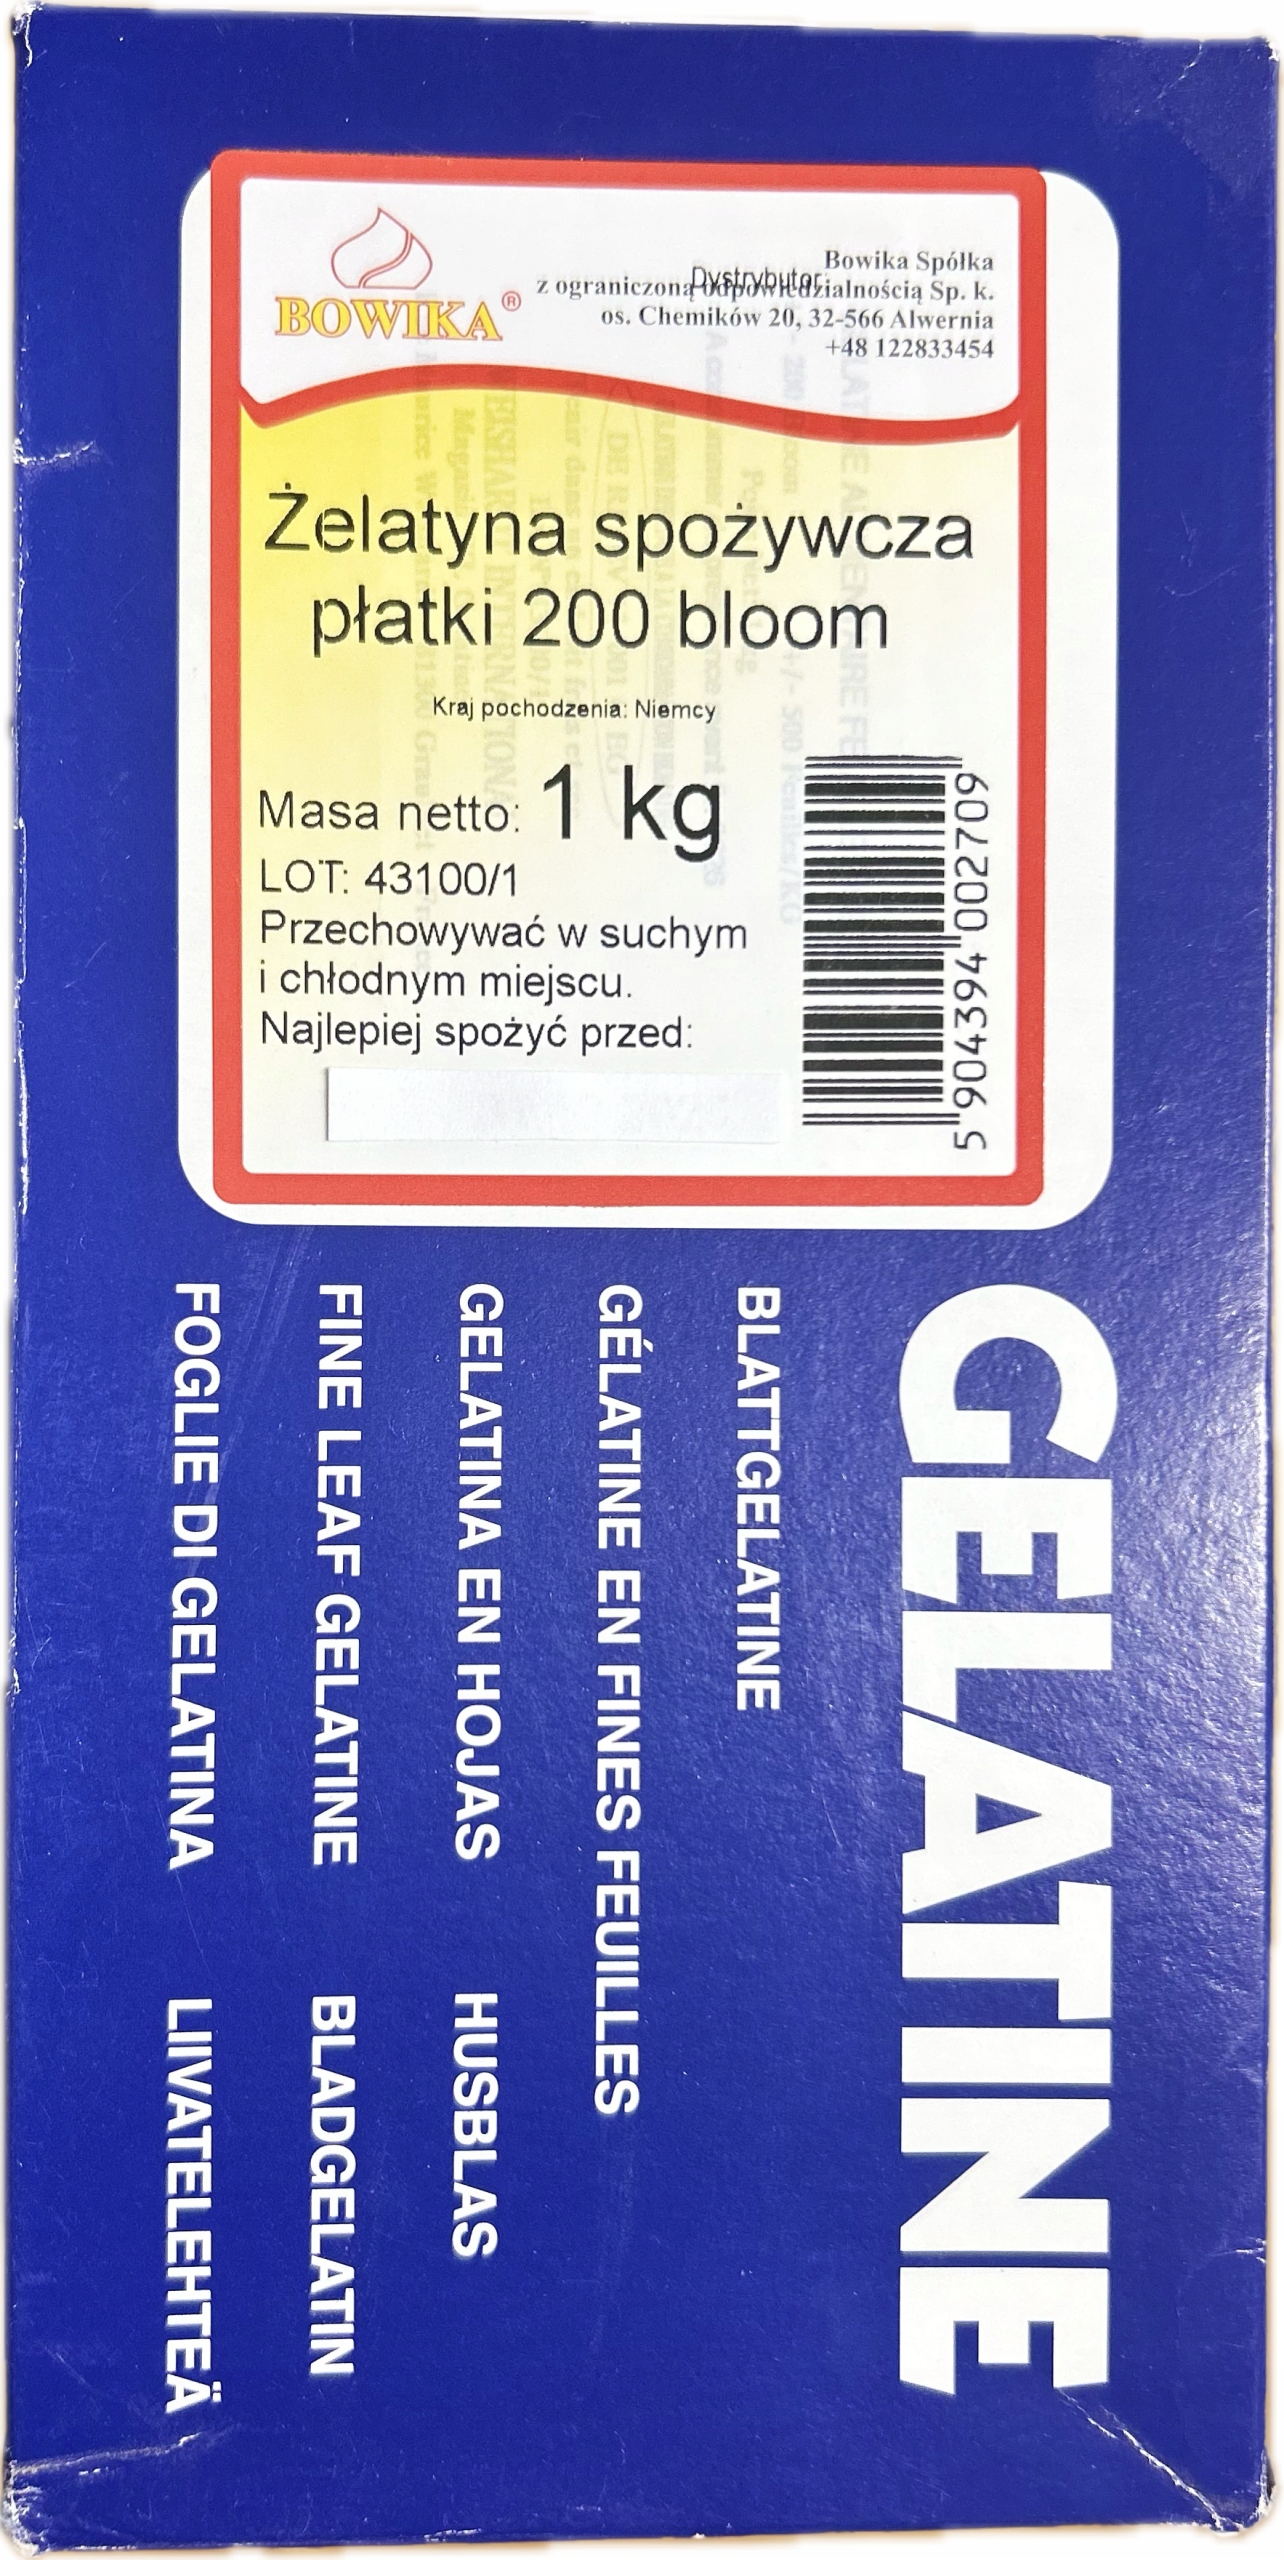 BOWIKA®
Dystrybutor:
Bowika Spółka
z ograniczoną odpowiedzialnością Sp. k.
os. Chemików 20, 32-566 Alwernia
+48 122833454
Żelatyna spożywcza
płatki 200 bloom
Kraj pochodzenia: Niemcy
Masa netto: 1 kg
LOT: 43100/1
Przechowywać w suchym
i chłodnym miejscu.
Najlepiej spożyć przed:
5 904394 002709
GELATINE
BLATTGELATINE
GÉLATINE EN FINES FEUILLES
GELATINA EN HOJAS HUSBLAS
FINE LEAF GELATINE BLADGELATIN
FOGLIE DI GELATINA LIIVATELEHTEÄ